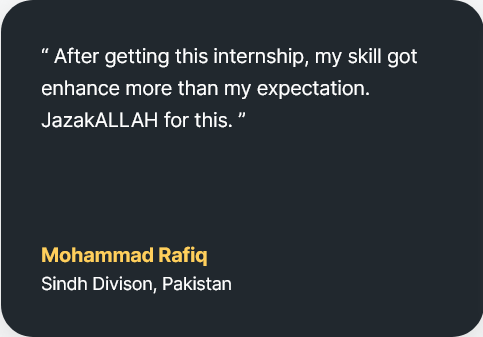 “ After getting this internship, my skill got
enhance more than my expectation.
JazakALLAH for this. ”
Mohammad Rafiq
Sindh Divison, Pakistan